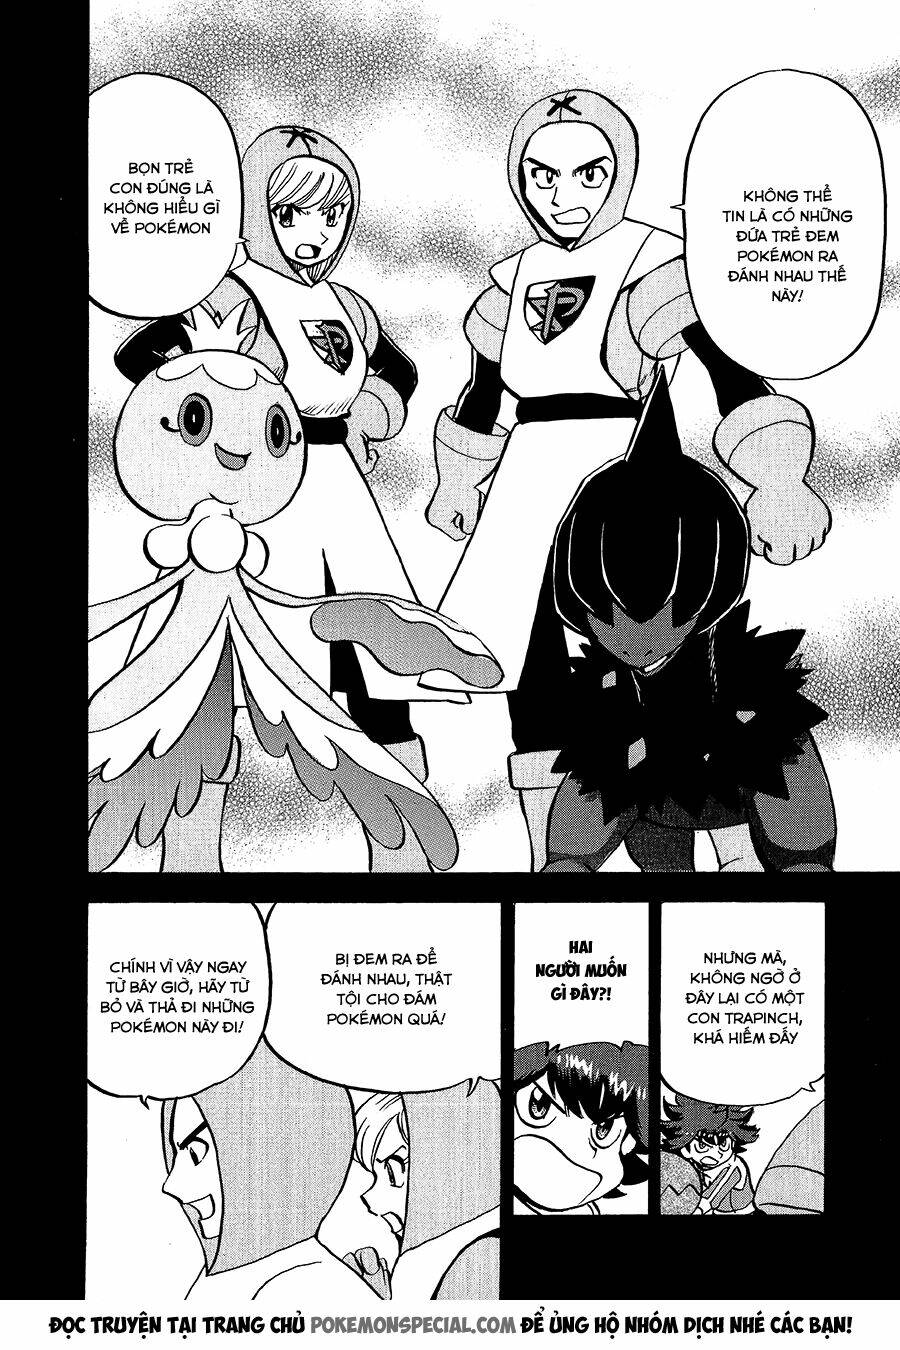 KHÔNG THỂ
TIN LÀ CÓ NHỮNG
ĐỨA TRẺ ĐEM
POKÉMON RA
ĐÁNH NHAU THẾ
NÀY!
BỌN TRẺ
CON ĐÚNG LÀ
KHÔNG HIỂU GÌ
VỀ POKÉMON
NHƯNG MÀ,
KHÔNG NGỜ Ở
ĐÂY LẠI CÓ MỘT
CON TRAPINCH,
KHÁ HIẾM ĐẤY
HAI
NGƯỜI MUỐN
GÌ ĐÂY?!
BỊ ĐEM RA ĐỂ
ĐÁNH NHAU, THẬT
TỘI CHO ĐÁM
POKÉMON QUÁ!
CHÍNH VÌ VẬY NGAY
TỪ BÂY GIỜ, HÃY TỪ
BỎ VÀ THẢ ĐI NHỮNG
POKÉMON NÀY ĐI!
ĐỌC TRUYỆN TẠI TRANG CHỦ POKEMONSPECIAL.COM ĐỂ ỦNG HỘ NHÓM DỊCH NHÉ CÁC BẠN!